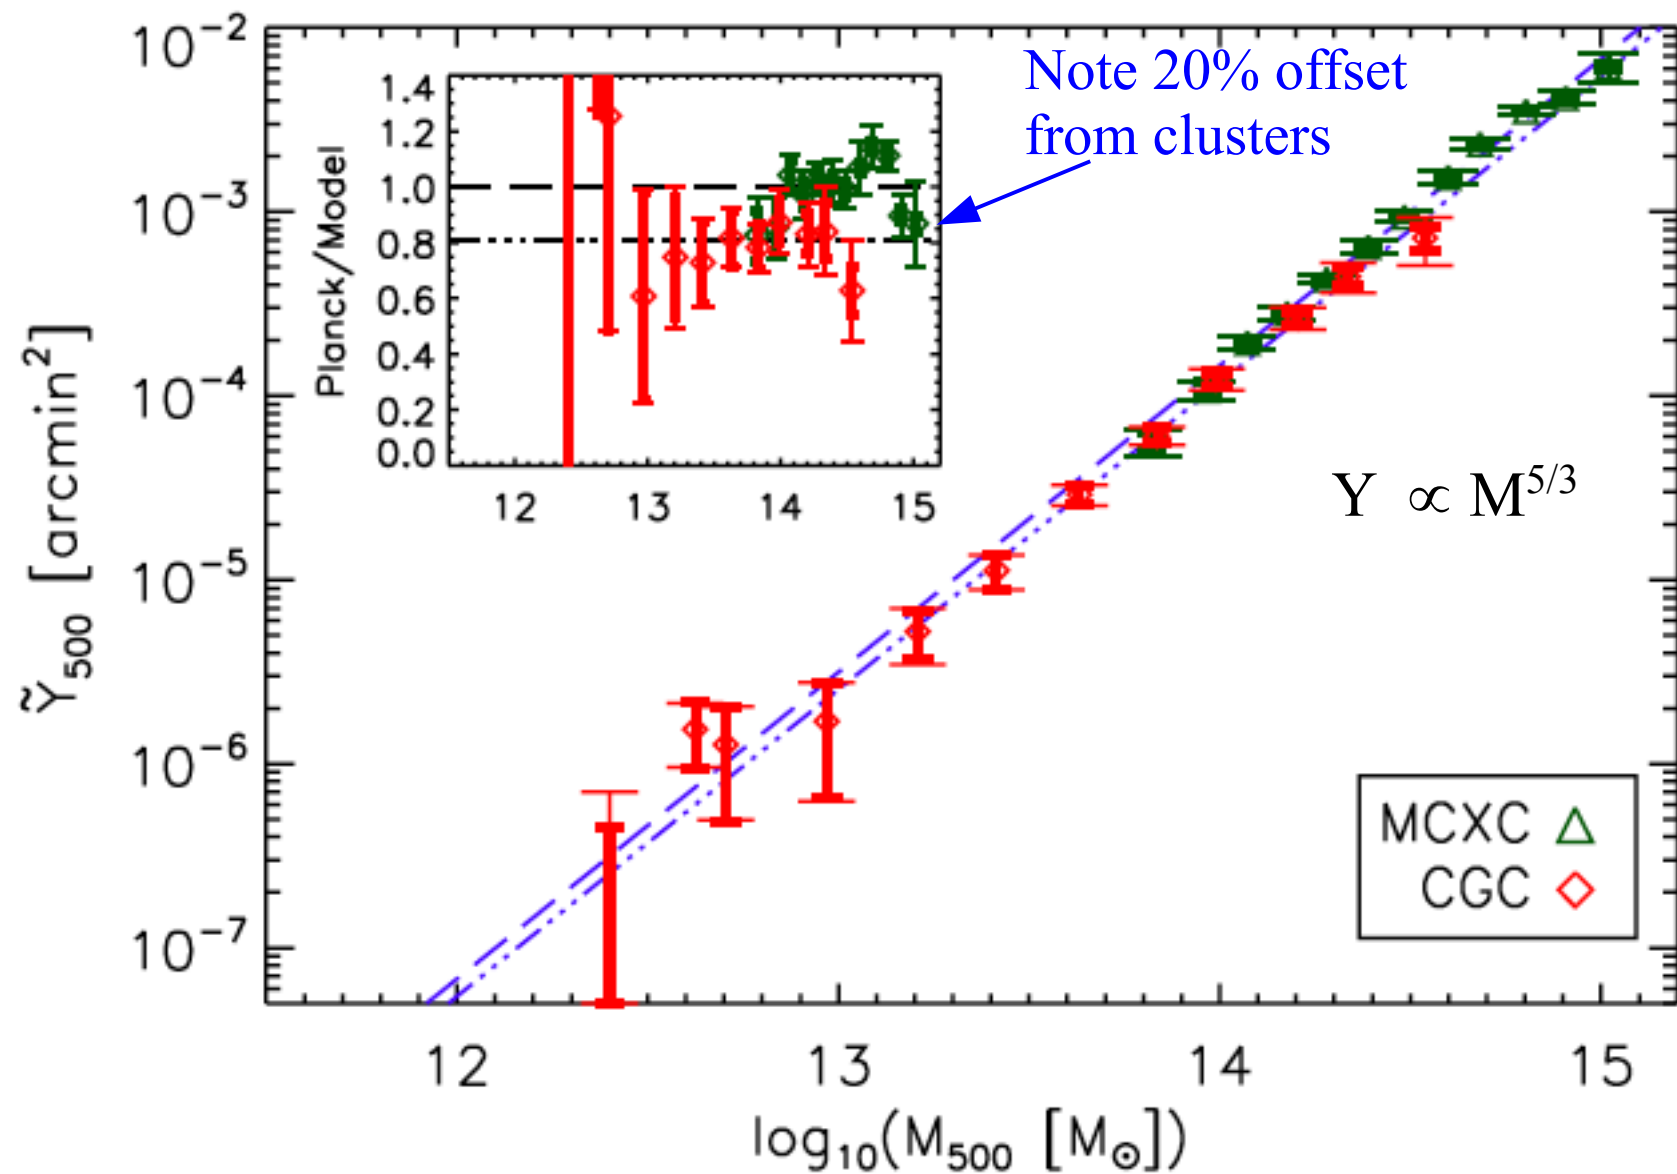 Note 20% offset
from clusters
10⁻²
10⁻³
10⁻⁴
10⁻⁵
10⁻⁶
10⁻⁷
Ỹ₅₀₀ [arcmin²]
1.4
1.2
1.0
0.8
0.6
0.4
0.2
0.0
Planck/Model
12 13 14 15
Y ∝ M^5/3
MCXC
CGC
12 13 14 15
log₁₀(M₅₀₀ [M☉])